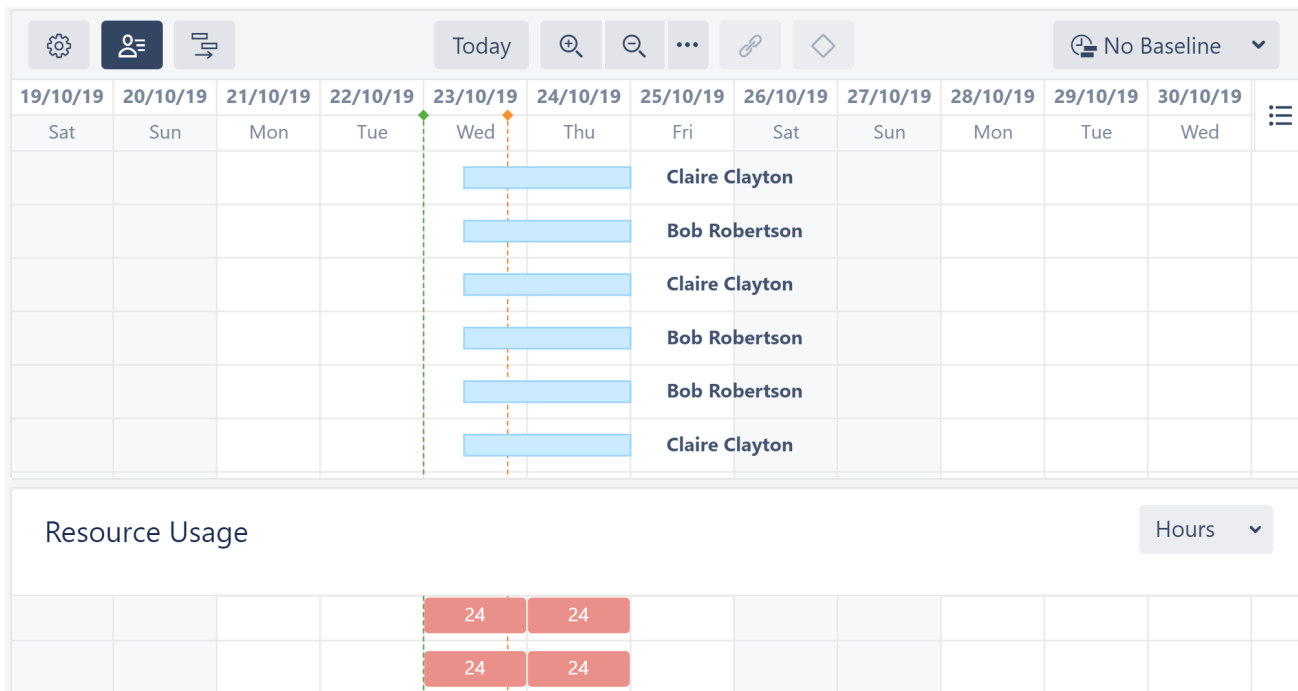 Today No Baseline
19/10/19 20/10/19 21/10/19 22/10/19 23/10/19 24/10/19 25/10/19 26/10/19 27/10/19 28/10/19 29/10/19 30/10/19
Sat Sun Mon Tue Wed Thu Fri Sat Sun Mon Tue Wed
Claire Clayton
Bob Robertson
Claire Clayton
Bob Robertson
Bob Robertson
Claire Clayton
Resource Usage Hours
24 24
24 24